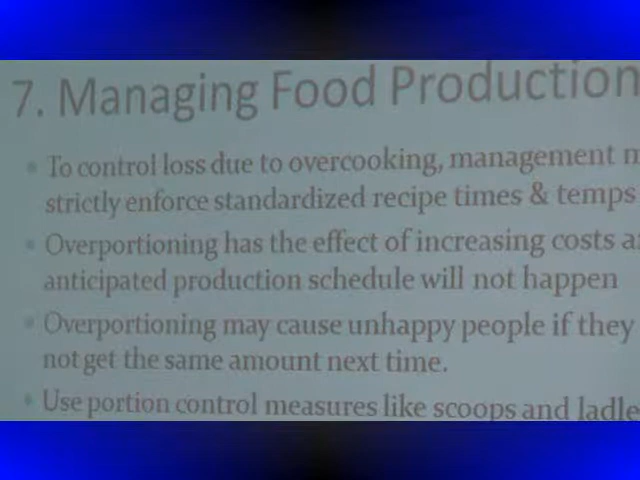 7. Managing Food Production
• To control loss due to overcooking, management
strictly enforce standardized recipe times & temps
• Overportioning has the effect of increasing costs
anticipated production schedule will not happen
• Overportioning may cause unhappy people if they
not get the same amount next time.
• Use portion control measures like scoops and